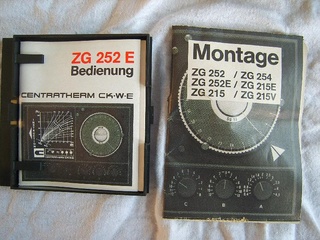 ZG 252 E
Bedienung
CENTRATHERM CK-W-E
Montage
ZG 252 / ZG 254
ZG 252E / ZG 215E
ZG 215 / ZG 215V
C
B
A